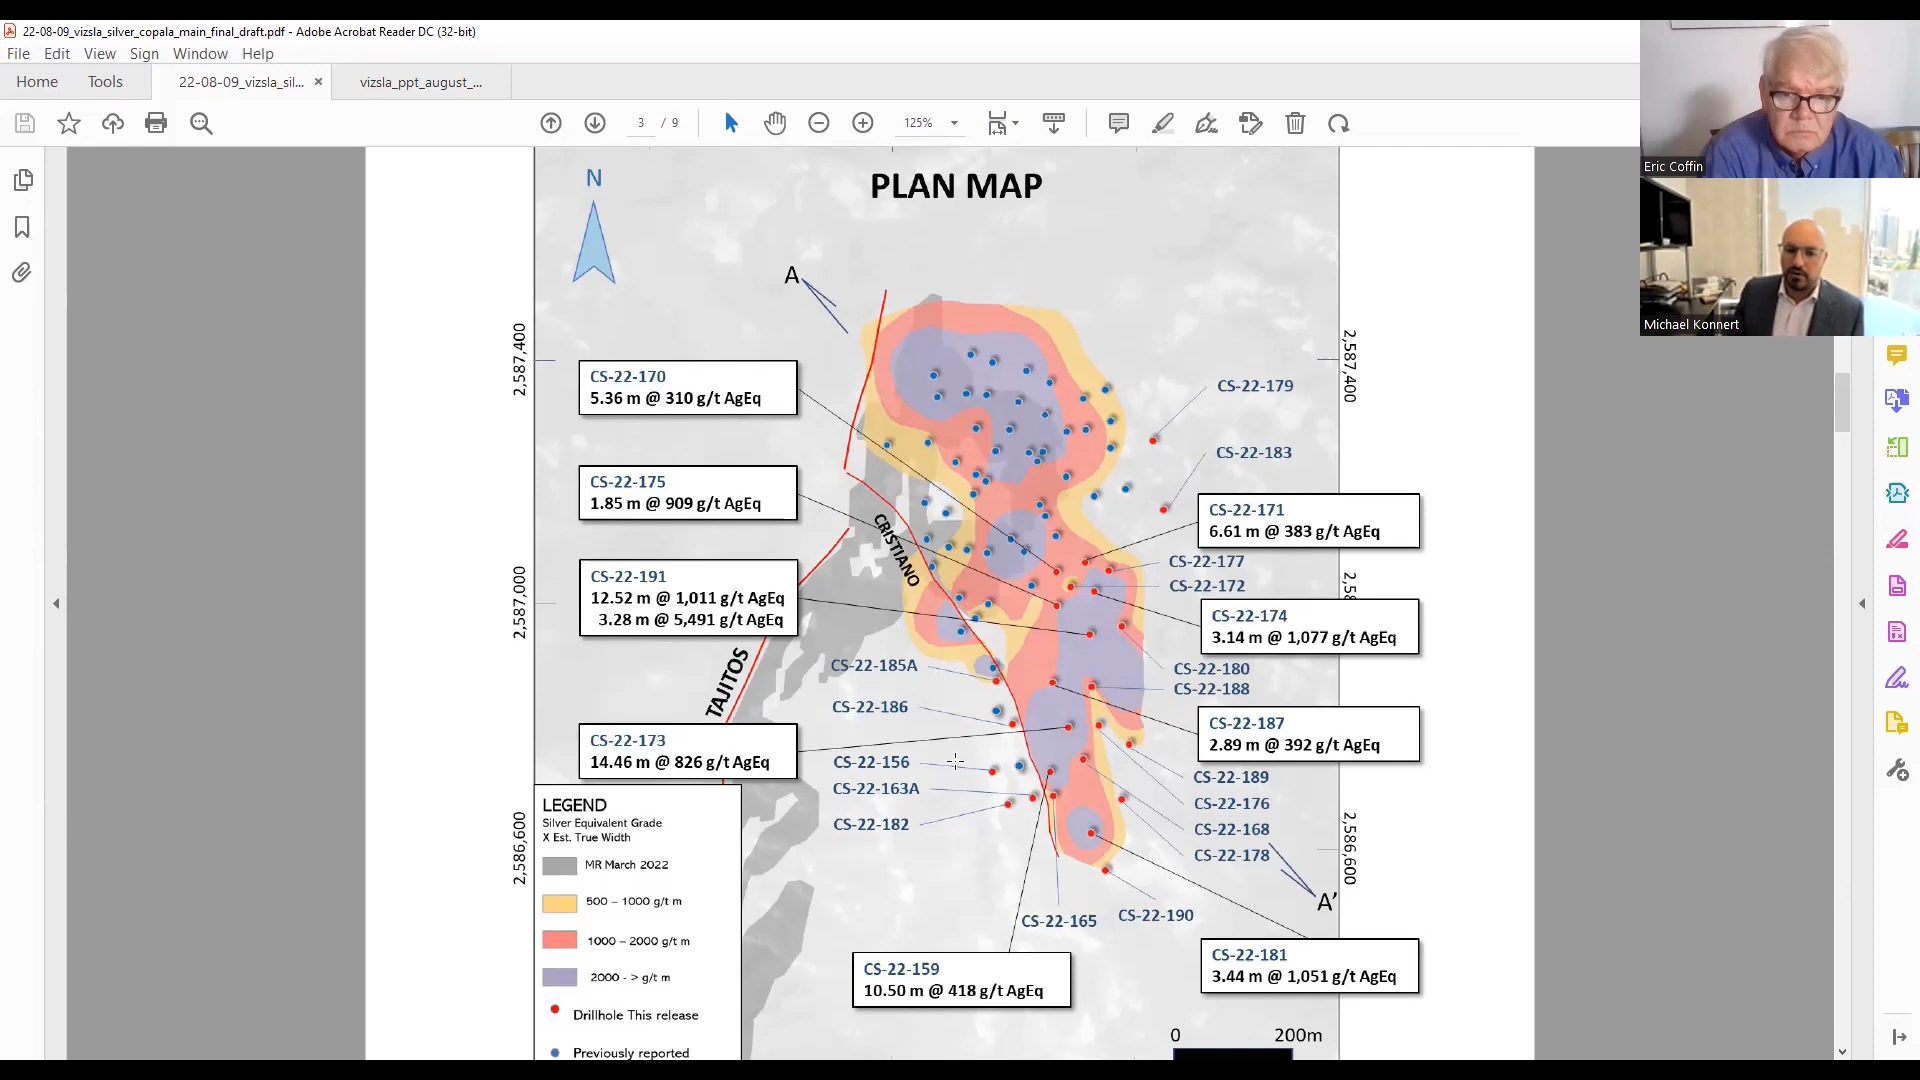 22-08-09_vizsla_silver_copala_main_final_draft.pdf - Adobe Acrobat Reader DC (32-bit)
File Edit View Sign Window Help
Home Tools 22-08-09_vizsla_sil... × vizsla_ppt_august_...
3 / 9 125%
Eric Coffin
Michael Konnert
PLAN MAP
N
A
2,587,400
2,587,400
CS-22-170
5.36 m @ 310 g/t AgEq
CS-22-179
CS-22-183
CS-22-175
1.85 m @ 909 g/t AgEq
CS-22-171
6.61 m @ 383 g/t AgEq
CRISTIANO
CS-22-177
CS-22-172
2,587,000
CS-22-191
12.52 m @ 1,011 g/t AgEq
3.28 m @ 5,491 g/t AgEq
CS-22-174
3.14 m @ 1,077 g/t AgEq
TAJITOS
CS-22-185A
CS-22-180
CS-22-188
CS-22-186
CS-22-187
2.89 m @ 392 g/t AgEq
CS-22-173
14.46 m @ 826 g/t AgEq
CS-22-156
CS-22-163A
CS-22-182
CS-22-189
CS-22-176
CS-22-168
CS-22-178
2,586,600
2,586,600
A'
CS-22-165
CS-22-190
CS-22-159
10.50 m @ 418 g/t AgEq
CS-22-181
3.44 m @ 1,051 g/t AgEq
LEGEND
Silver Equivalent Grade
X Est. True Width
MR March 2022
500 – 1000 g/t m
1000 – 2000 g/t m
2000 - > g/t m
Drillhole This release
Previously reported
0 200m